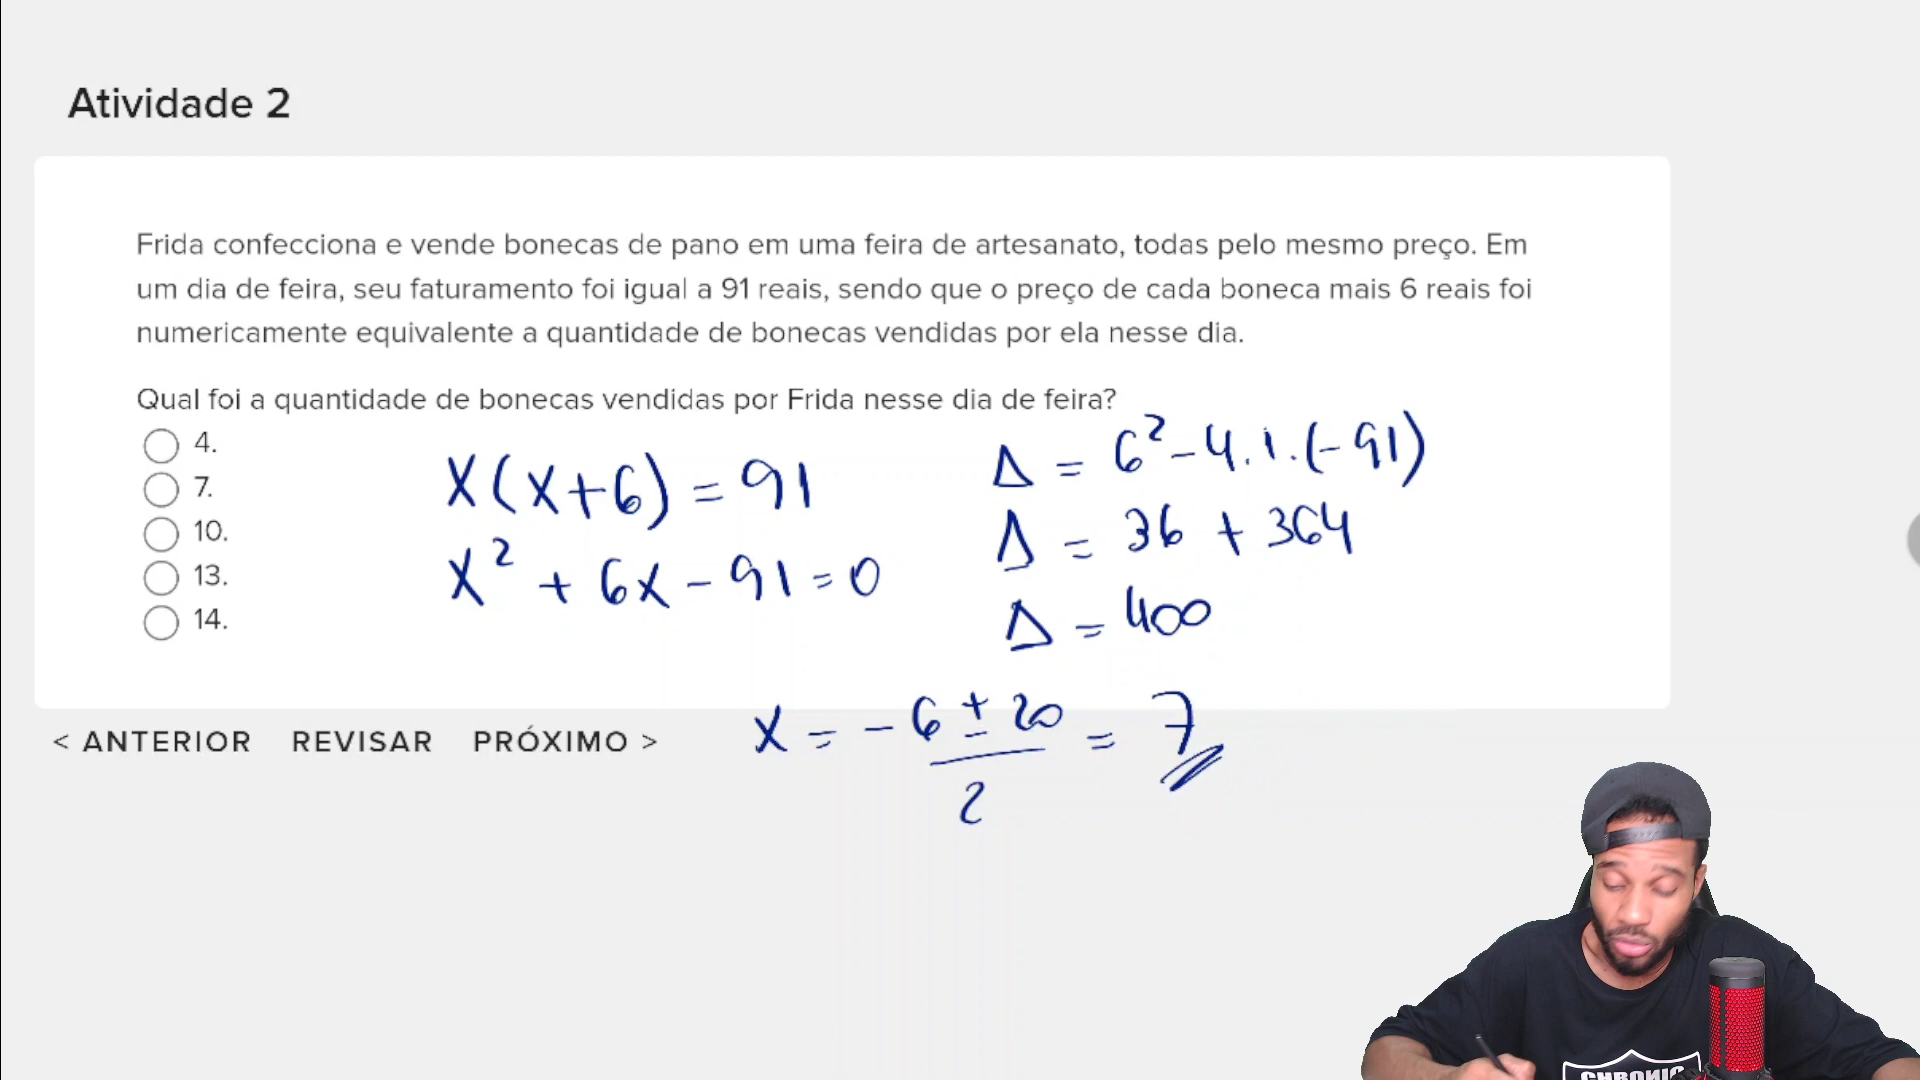 Atividade 2
Frida confecciona e vende bonecas de pano em uma feira de artesanato, todas pelo mesmo preço. Em
um dia de feira, seu faturamento foi igual a 91 reais, sendo que o preço de cada boneca mais 6 reais foi
numericamente equivalente a quantidade de bonecas vendidas por ela nesse dia.
Qual foi a quantidade de bonecas vendidas por Frida nesse dia de feira?
4.
7.
10.
13.
14.
x(x+6) = 91
x² + 6x - 91 = 0
Δ = 6² - 4.1.(-91)
Δ = 36 + 364
Δ = 400
x = -6 ± 20 / 2 = 7
< ANTERIOR REVISAR PRÓXIMO >
CHRONIC